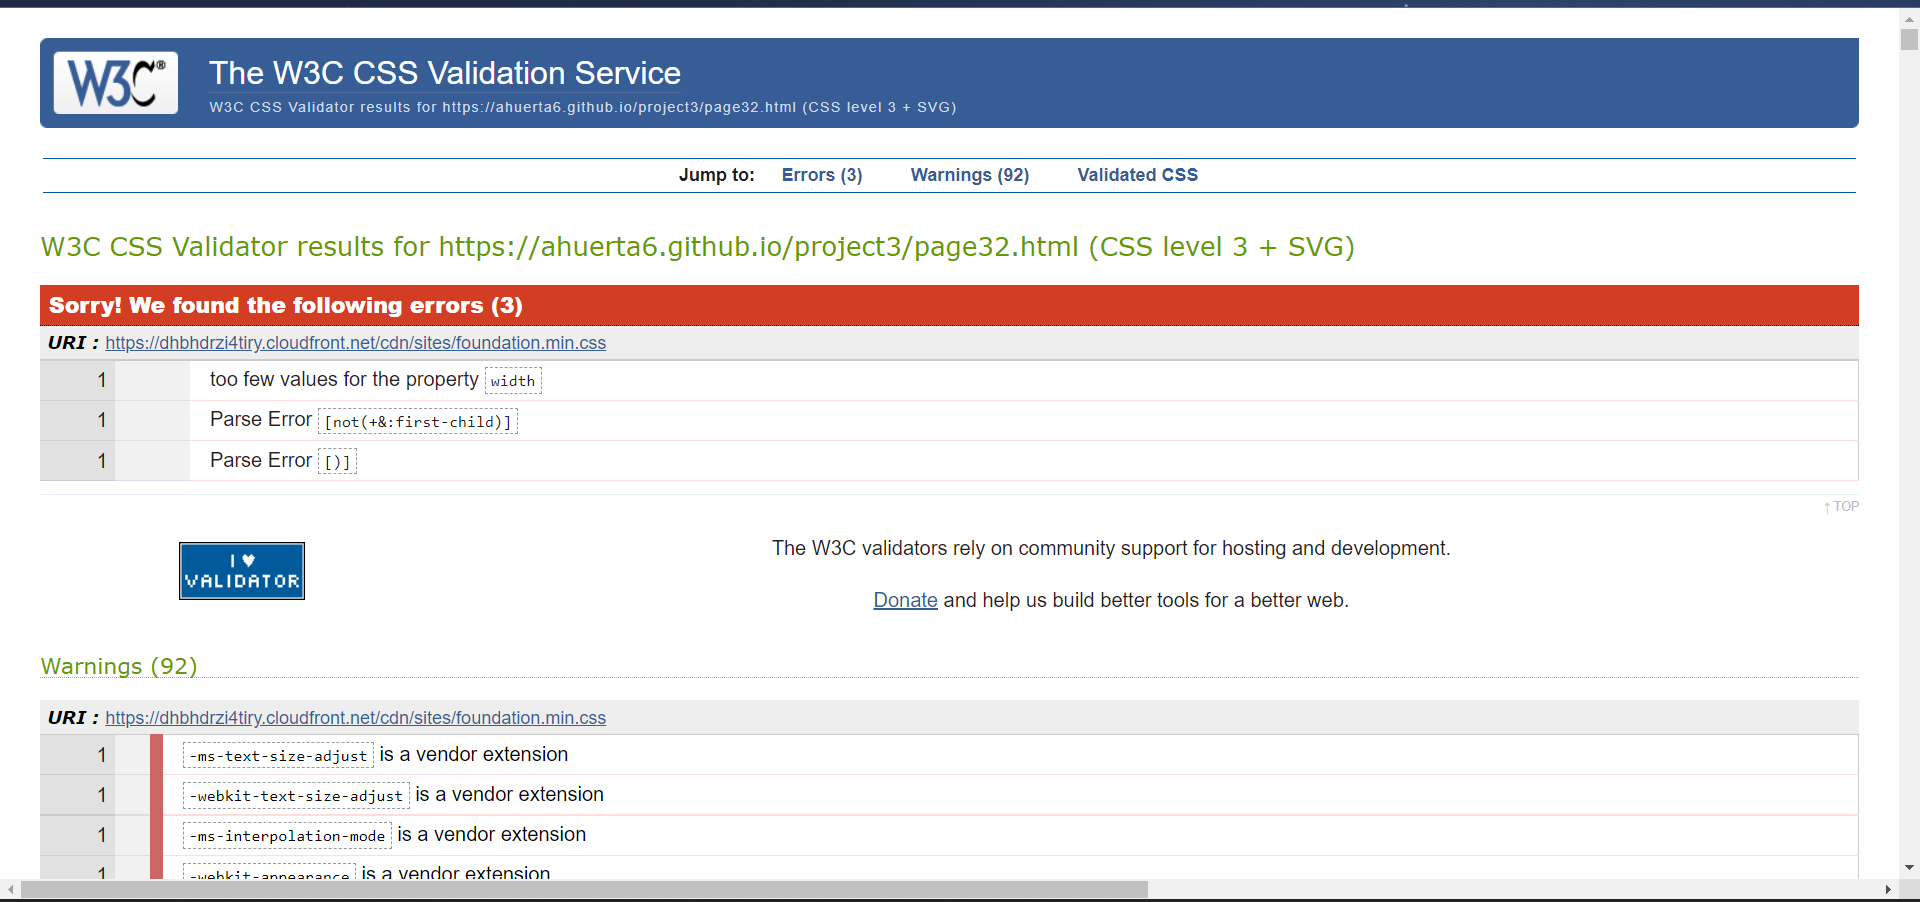 W3C®
The W3C CSS Validation Service
W3C CSS Validator results for https://ahuerta6.github.io/project3/page32.html (CSS level 3 + SVG)
Jump to: Errors (3) Warnings (92) Validated CSS
W3C CSS Validator results for https://ahuerta6.github.io/project3/page32.html (CSS level 3 + SVG)
Sorry! We found the following errors (3)
URI : https://dhbhdrzi4tiry.cloudfront.net/cdn/sites/foundation.min.css
1 too few values for the property width
1 Parse Error [not(+&:first-child)]
1 Parse Error [)]
↑ TOP
I ♥
VALIDATOR
The W3C validators rely on community support for hosting and development.
Donate and help us build better tools for a better web.
Warnings (92)
URI : https://dhbhdrzi4tiry.cloudfront.net/cdn/sites/foundation.min.css
1 -ms-text-size-adjust is a vendor extension
1 -webkit-text-size-adjust is a vendor extension
1 -ms-interpolation-mode is a vendor extension
1 -webkit-appearance is a vendor extension